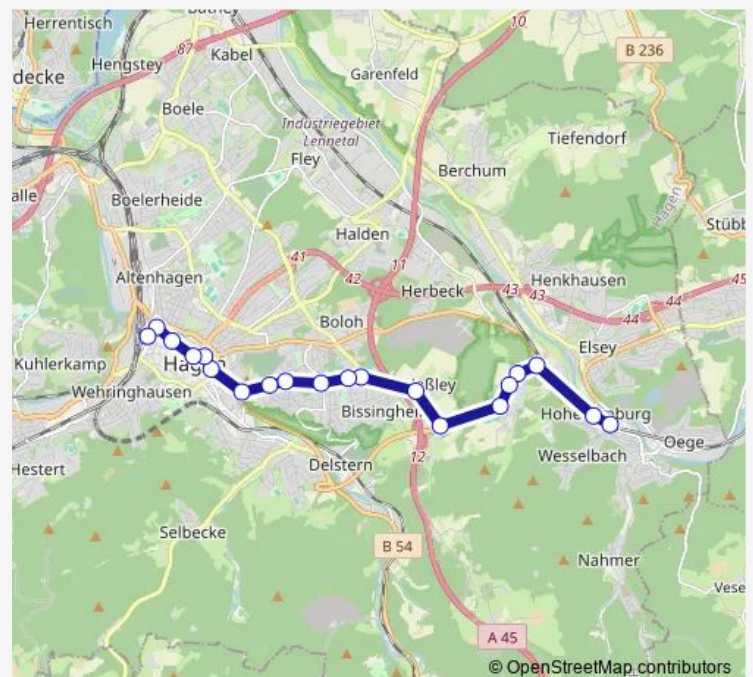 Herrentisch
10
87
Kabel
B 236
decke
Hengstey
Garenfeld
Boele
Industriegebiet
Lennetal
Tiefendorf
Fley
Berchum
alle
Boelerheide
Hagen
Stübb
Halden
41
11
Altenhagen
42
Herbeck
43
43
Henkhausen
45
44
44
Boloh
Elsey
Kuhlerkamp
Wehringhausen
Bissingheim
Oege
Wesselbach
12
Hestert
Delstern
Selbecke
B 54
Nahmer
Vese
A 45
© OpenStreetMap contributors